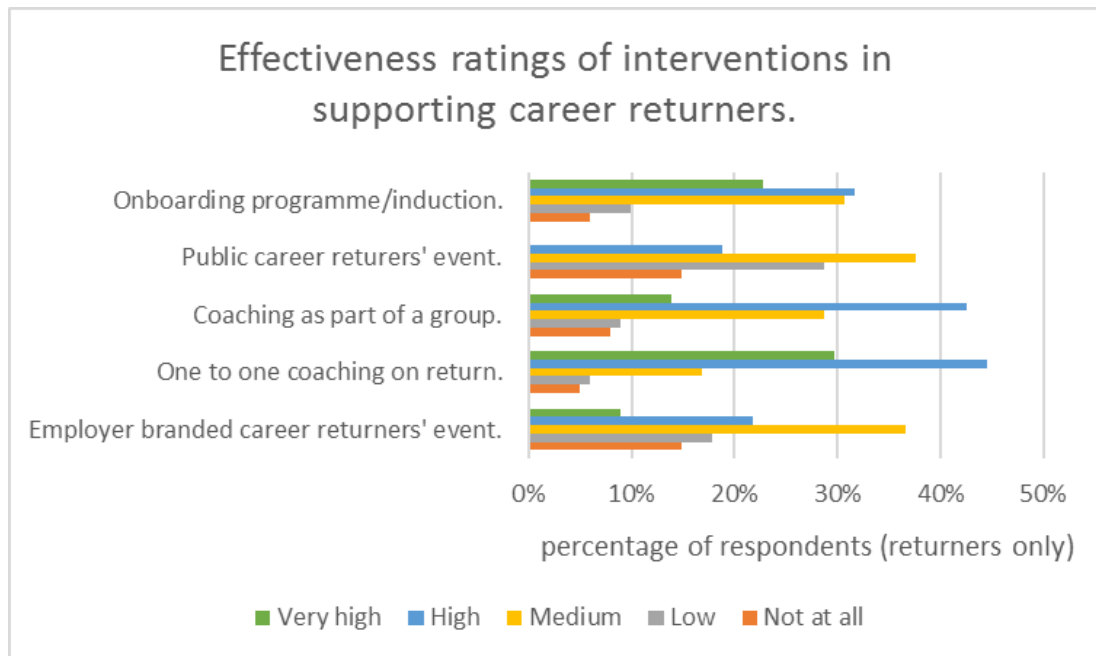 Effectiveness ratings of interventions in
supporting career returners.
Onboarding programme/induction.
Public career returers' event.
Coaching as part of a group.
One to one coaching on return.
Employer branded career returners' event.
0% 10% 20% 30% 40% 50%
percentage of respondents (returners only)
Very high High Medium Low Not at all